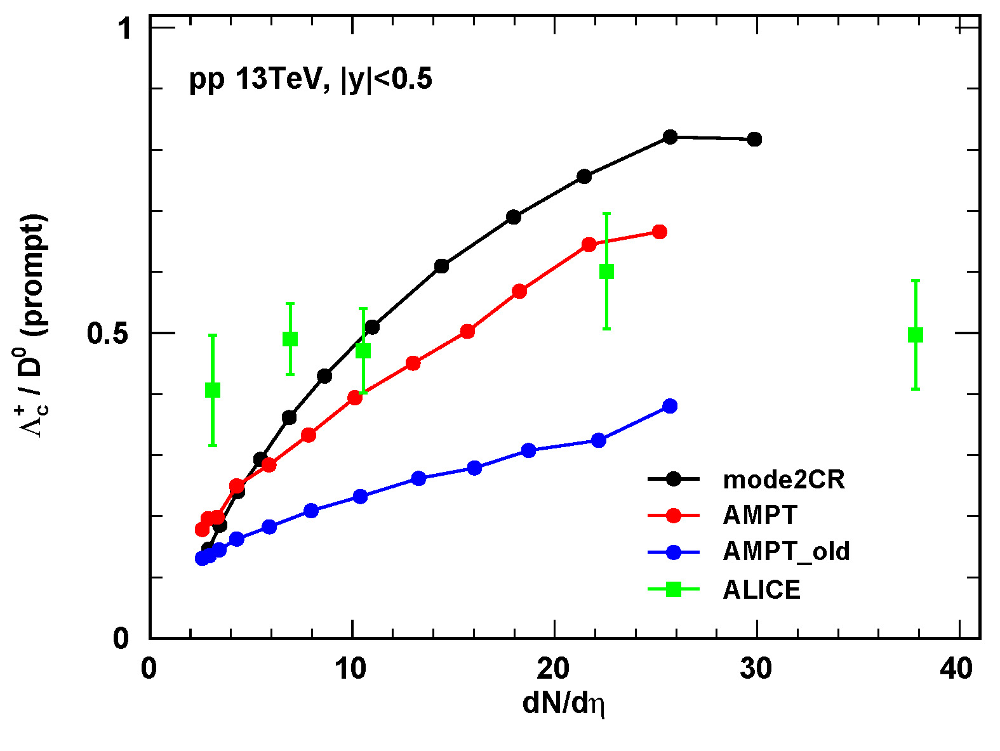 1
pp 13TeV, |y|<0.5
Λc+ / D0 (prompt)
0.5
mode2CR
AMPT
AMPT_old
ALICE
0
0 10 20 30 40
dN/dη